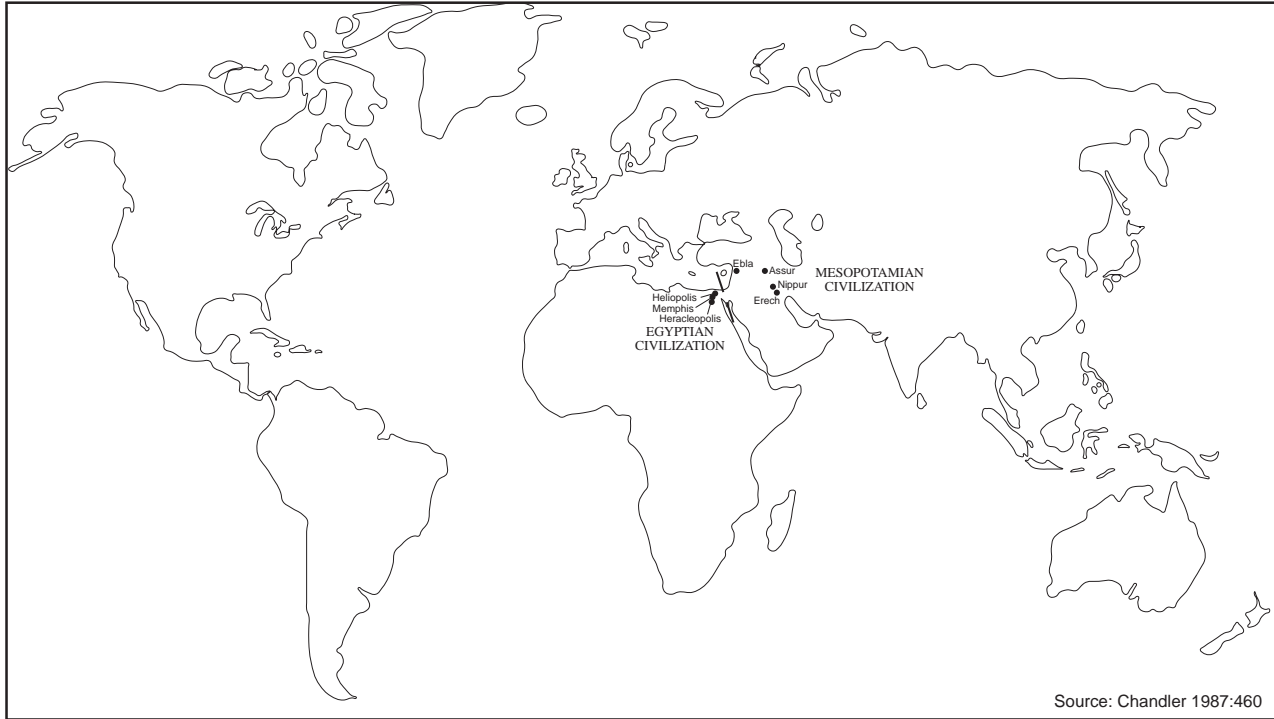 Ebla
Assur
MESOPOTAMIAN
CIVILIZATION
Nippur
Erech
Heliopolis
Memphis
Heracleopolis
EGYPTIAN
CIVILIZATION
Source: Chandler 1987:460